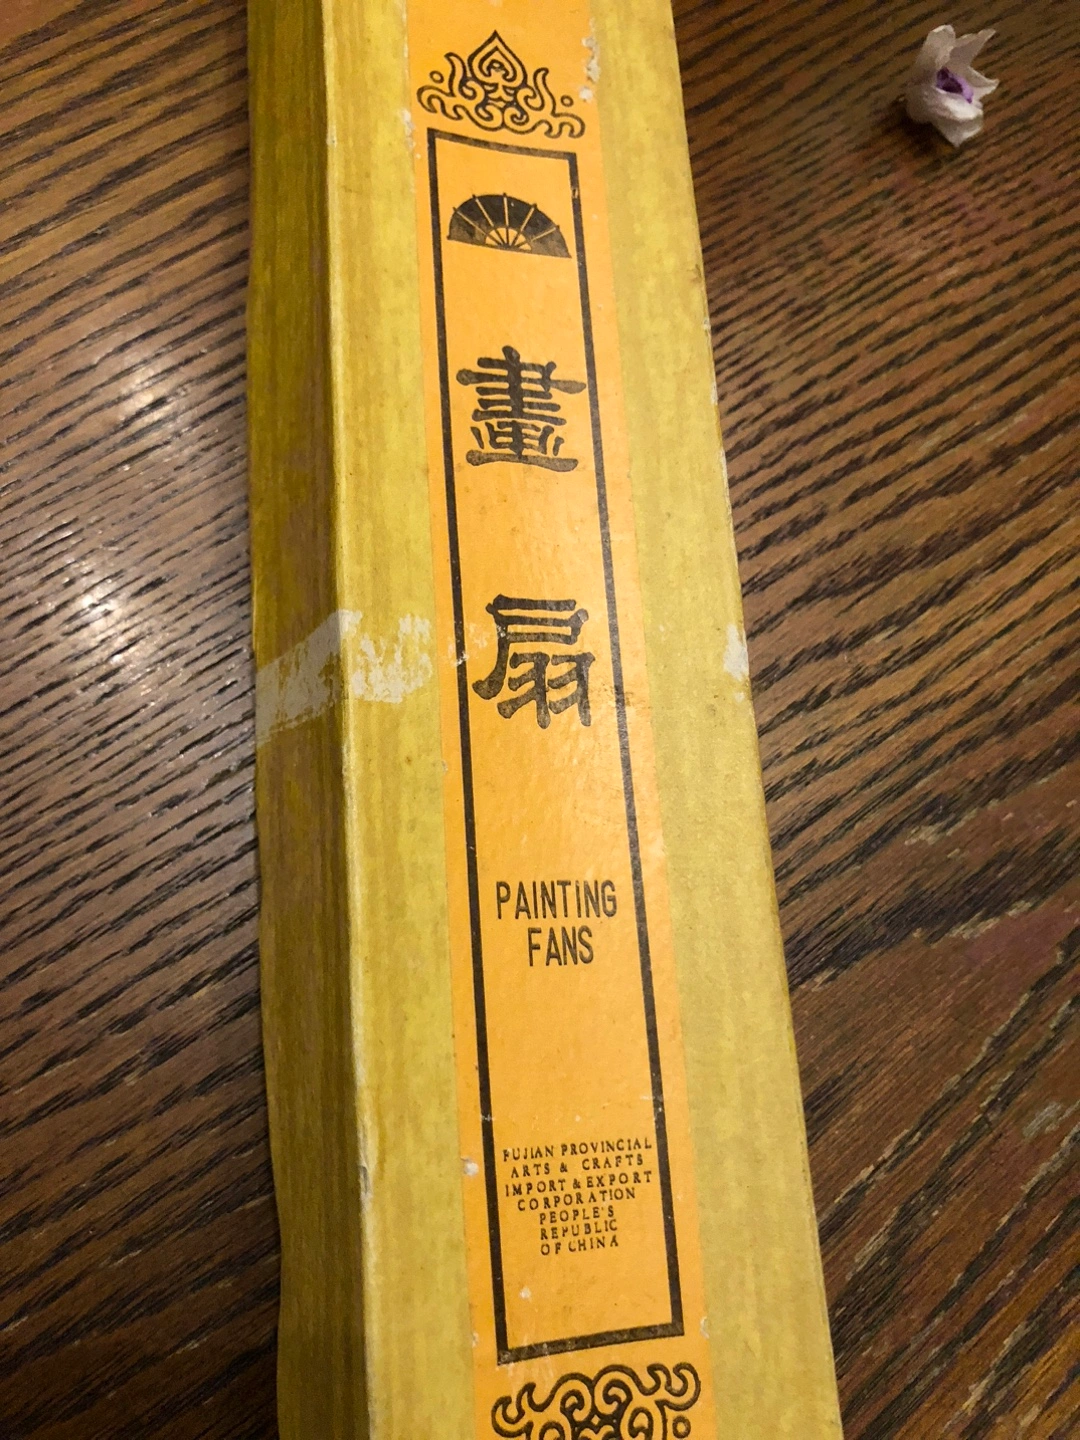 畫扇
PAINTING
FANS
FUJIAN PROVINCIAL
ARTS & CRAFTS
IMPORT & EXPORT
CORPORATION
PEOPLE'S
REPUBLIC
OF CHINA